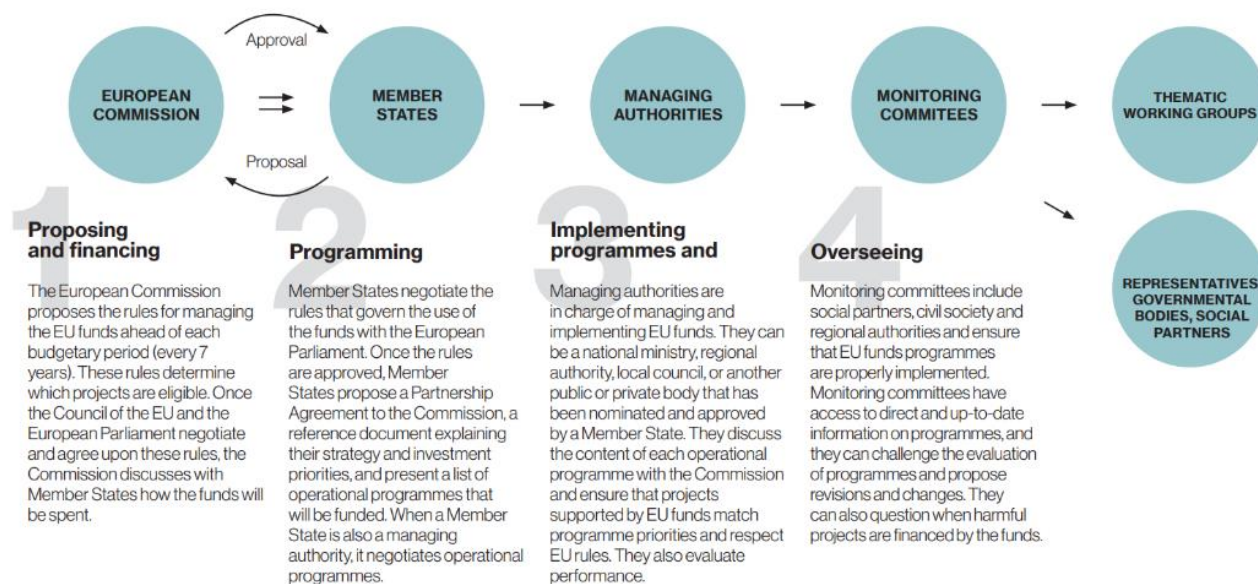 Approval
EUROPEAN
COMMISSION
MEMBER
STATES
MANAGING
AUTHORITIES
MONITORING
COMMITEES
THEMATIC
WORKING GROUPS
Proposal
REPRESENTATIVES,
GOVERNMENTAL
BODIES, SOCIAL
PARTNERS
1
Proposing
and financing
The European Commission
proposes the rules for managing
the EU funds ahead of each
budgetary period (every 7
years). These rules determine
which projects are eligible. Once
the Council of the EU and the
European Parliament negotiate
and agree upon these rules, the
Commission discusses with
Member States how the funds will
be spent.
2
Programming
Member States negotiate the
rules that govern the use of
the funds with the European
Parliament. Once the rules
are approved, Member
States propose a Partnership
Agreement to the Commission, a
reference document explaining
their strategy and investment
priorities, and present a list of
operational programmes that
will be funded. When a Member
State is also a managing
authority, it negotiates operational
programmes.
3
Implementing
programmes and
Managing authorities are
in charge of managing and
implementing EU funds. They can
be a national ministry, regional
authority, local council, or another
public or private body that has
been nominated and approved
by a Member State. They discuss
the content of each operational
programme with the Commission
and ensure that projects
supported by EU funds match
programme priorities and respect
EU rules. They also evaluate
performance.
4
Overseeing
Monitoring committees include
social partners, civil society and
regional authorities and ensure
that EU funds programmes
are properly implemented.
Monitoring committees have
access to direct and up-to-date
information on programmes, and
they can challenge the evaluation
of programmes and propose
revisions and changes. They
can also question when harmful
projects are financed by the funds.